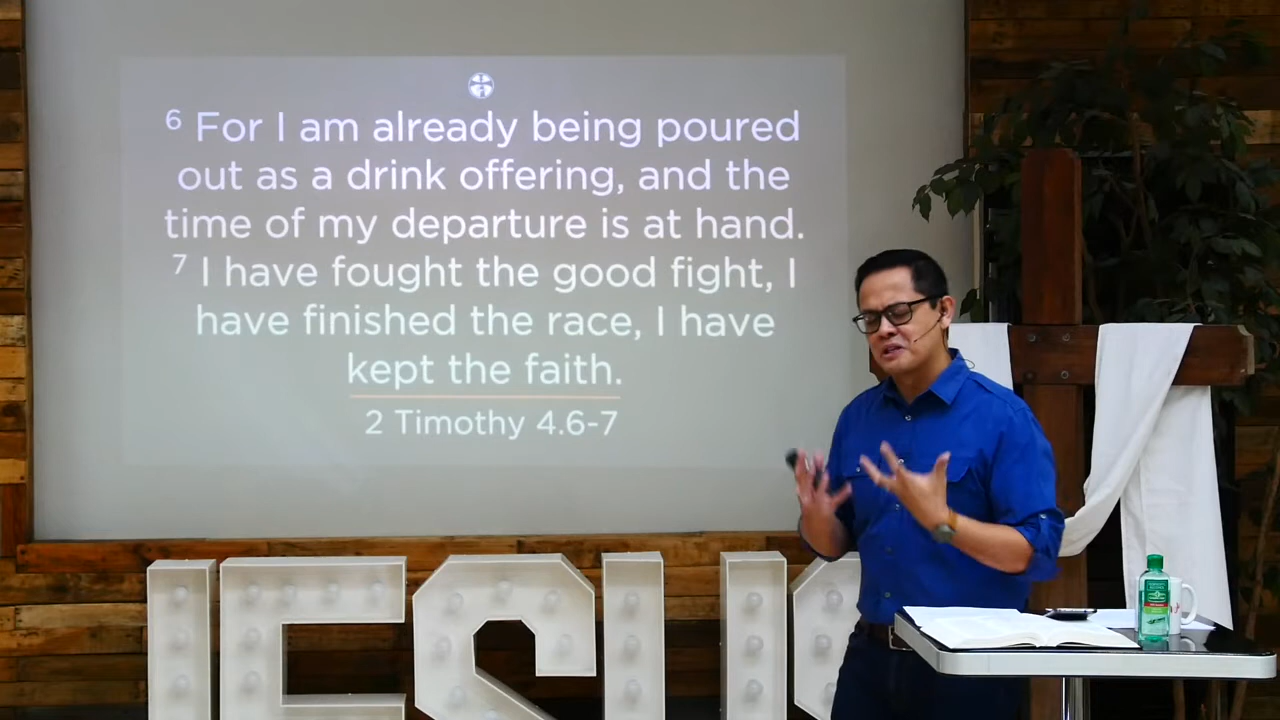 6 For I am already being poured
out as a drink offering, and the
time of my departure is at hand.
7 I have fought the good fight, I
have finished the race, I have
kept the faith.
2 Timothy 4.6-7
JESUS